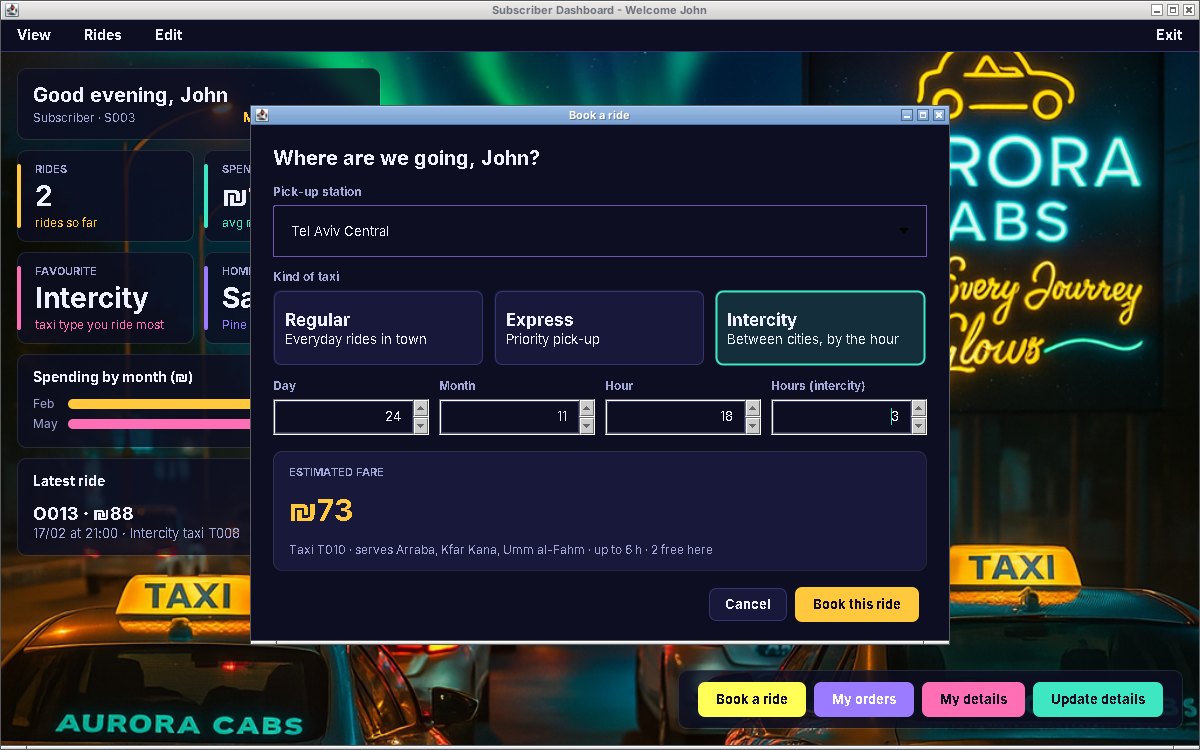 Subscriber Dashboard - Welcome John
View Rides Edit Exit
Good evening, John
Subscriber · S003
RIDES
2
rides so far
FAVOURITE
Intercity
taxi type you ride most
Spending by month (₪)
Feb
May
Latest ride
O013 · ₪88
17/02 at 21:00 · Intercity taxi T008
Book a ride
Where are we going, John?
Pick-up station
Tel Aviv Central
Kind of taxi
Regular
Everyday rides in town
Express
Priority pick-up
Intercity
Between cities, by the hour
Day Month Hour Hours (intercity)
24 11 18 3
ESTIMATED FARE
₪73
Taxi T010 · serves Arraba, Kfar Kana, Umm al-Fahm · up to 6 h · 2 free here
Cancel Book this ride
Every Journey
Glows
TAXI
TAXI
AURORA CABS
Book a ride My orders My details Update details